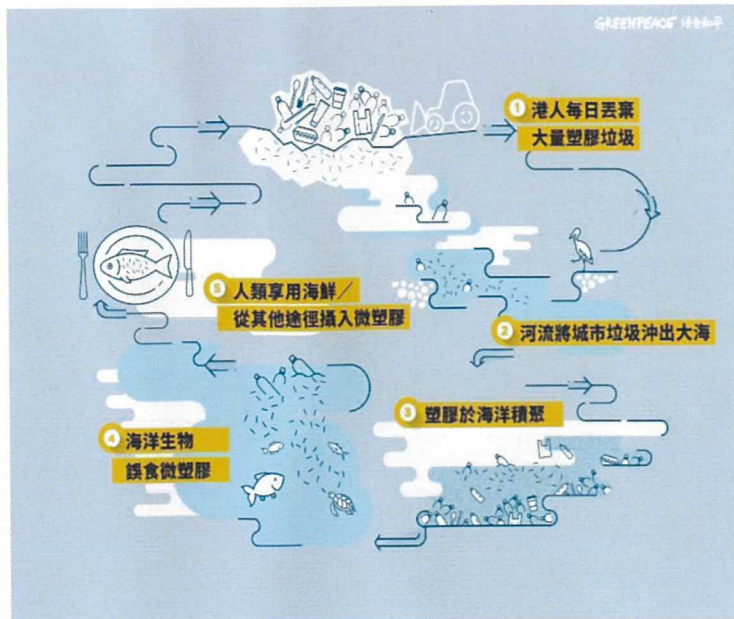 GREENPEACE 綠色和平
1 港人每日丟棄
大量塑膠垃圾
2 河流將城市垃圾沖出大海
3 塑膠於海洋積聚
4 海洋生物
誤食微塑膠
5 人類享用海鮮／
從其他途徑攝入微塑膠